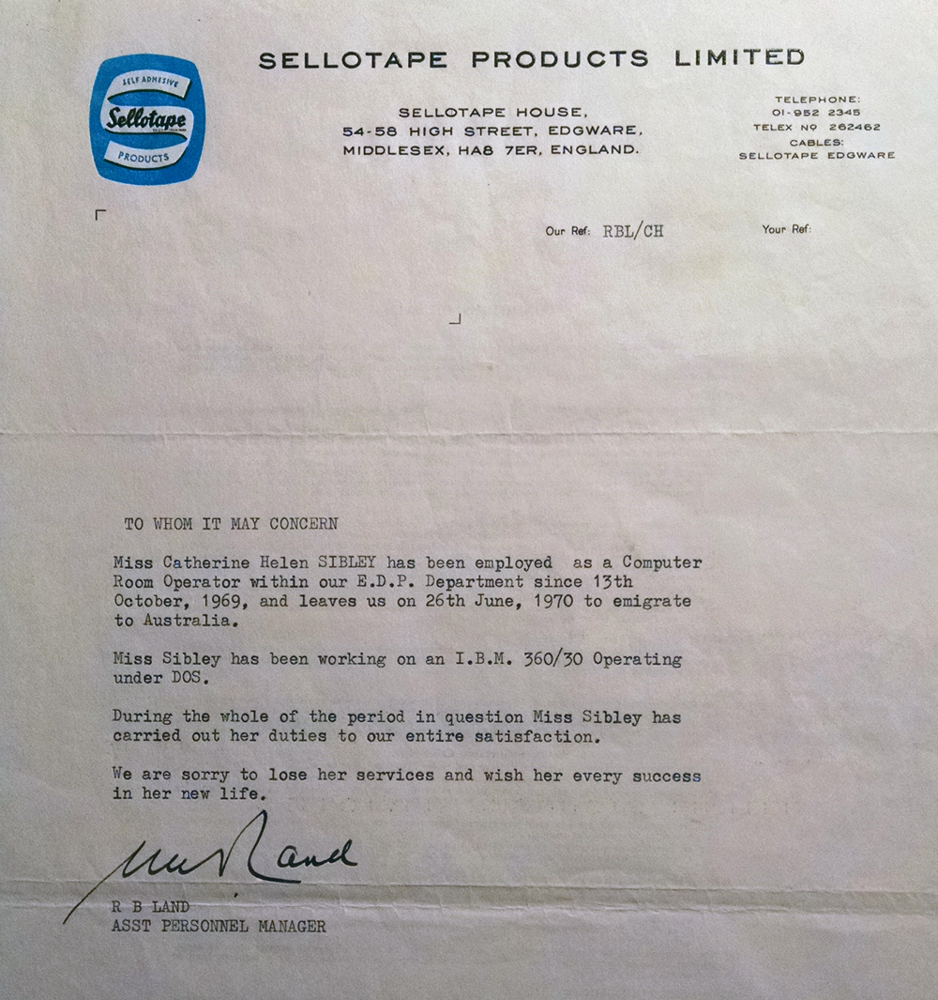 SELLOTAPE PRODUCTS LIMITED
SELF ADHESIVE
Sellotape
PRODUCTS
SELLOTAPE HOUSE,
54-58 HIGH STREET, EDGWARE,
MIDDLESEX, HA8 7ER, ENGLAND.
TELEPHONE:
01-952 2345
TELEX Nº 262462
CABLES:
SELLOTAPE EDGWARE
Our Ref: RBL/CH
Your Ref:
TO WHOM IT MAY CONCERN
Miss Catherine Helen SIBLEY has been employed as a Computer
Room Operator within our E.D.P. Department since 13th
October, 1969, and leaves us on 26th June, 1970 to emigrate
to Australia.
Miss Sibley has been working on an I.B.M. 360/30 Operating
under DOS.
During the whole of the period in question Miss Sibley has
carried out her duties to our entire satisfaction.
We are sorry to lose her services and wish her every success
in her new life.
R B LAND
ASST PERSONNEL MANAGER